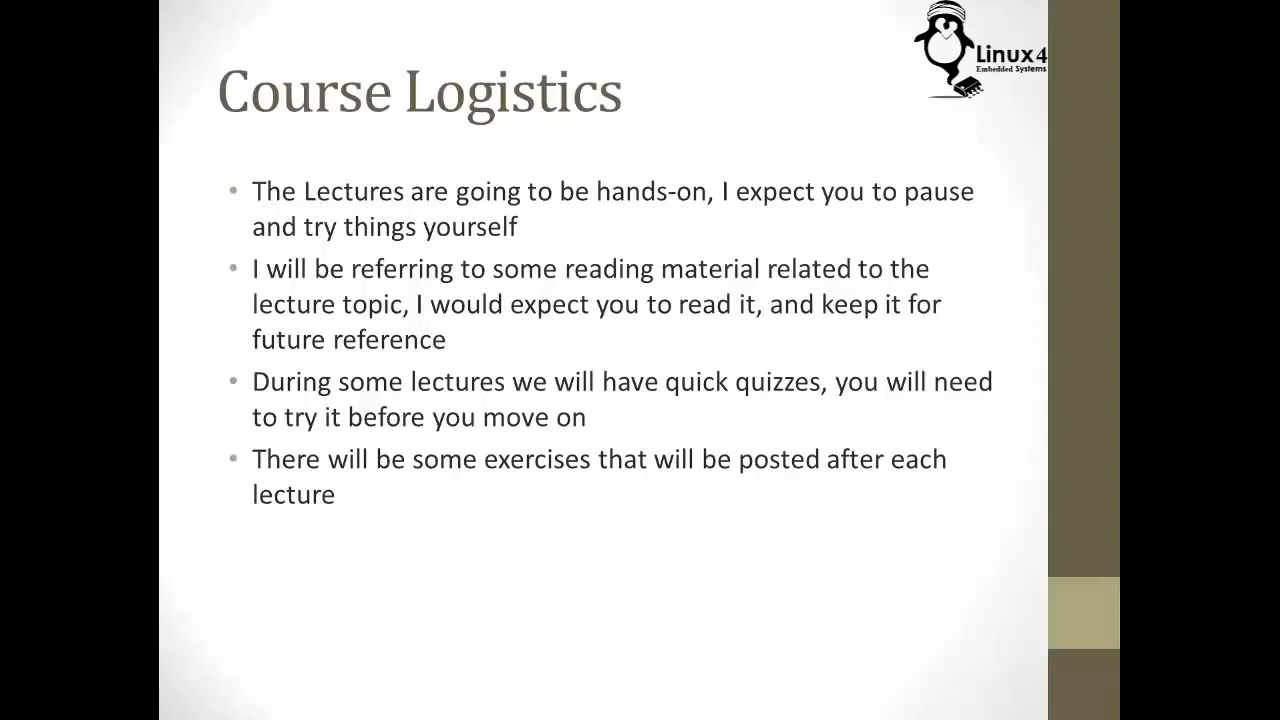 Linux4
Embedded Systems
Course Logistics
• The Lectures are going to be hands-on, I expect you to pause
and try things yourself
• I will be referring to some reading material related to the
lecture topic, I would expect you to read it, and keep it for
future reference
• During some lectures we will have quick quizzes, you will need
to try it before you move on
• There will be some exercises that will be posted after each
lecture